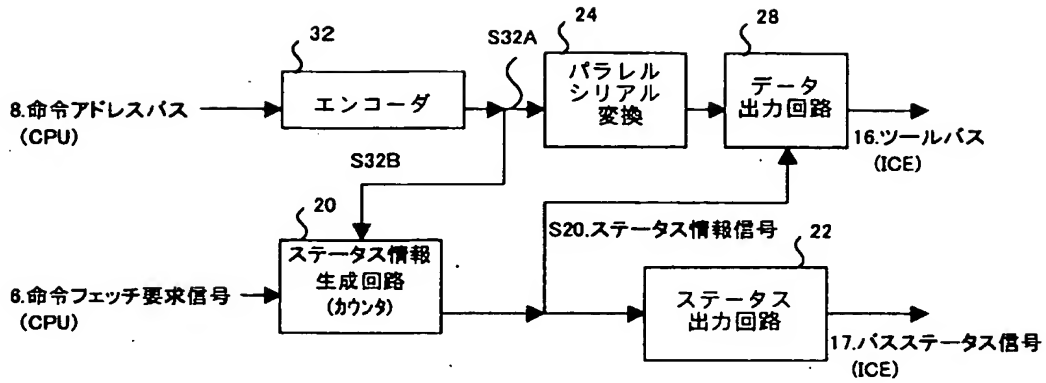 32
エンコーダ
8.命令アドレスバス
(CPU)
S32A
24
パラレル
シリアル
変換
28
データ
出力回路
16.ツールバス
(ICE)
S32B
20
ステータス情報
生成回路
(カウンタ)
6.命令フェッチ要求信号
(CPU)
S20.ステータス情報信号
22
ステータス
出力回路
17.バスステータス信号
(ICE)